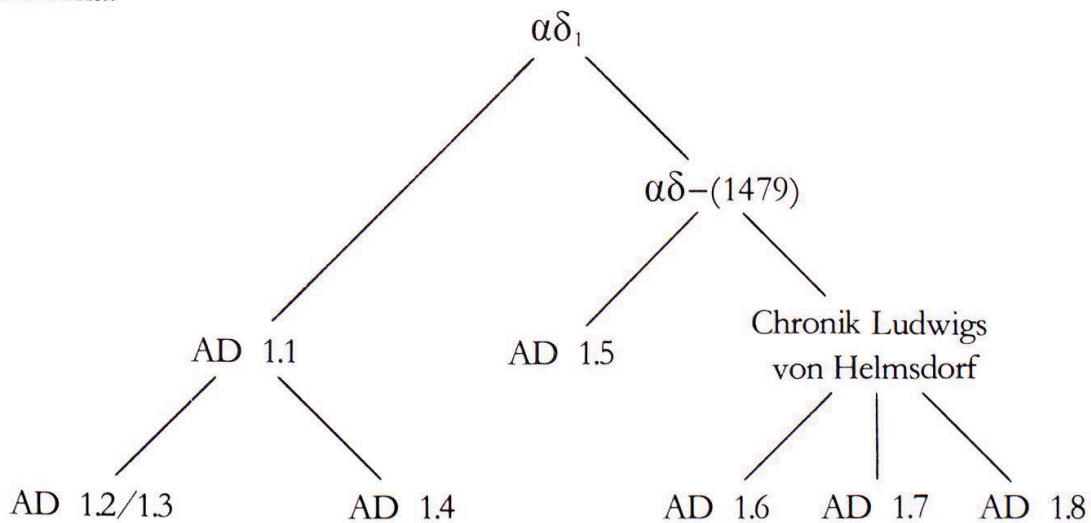 αδ₁
αδ–(1479)
Chronik Ludwigs
von Helmsdorf
AD 1.1
AD 1.5
AD 1.2/1.3
AD 1.4
AD 1.6
AD 1.7
AD 1.8